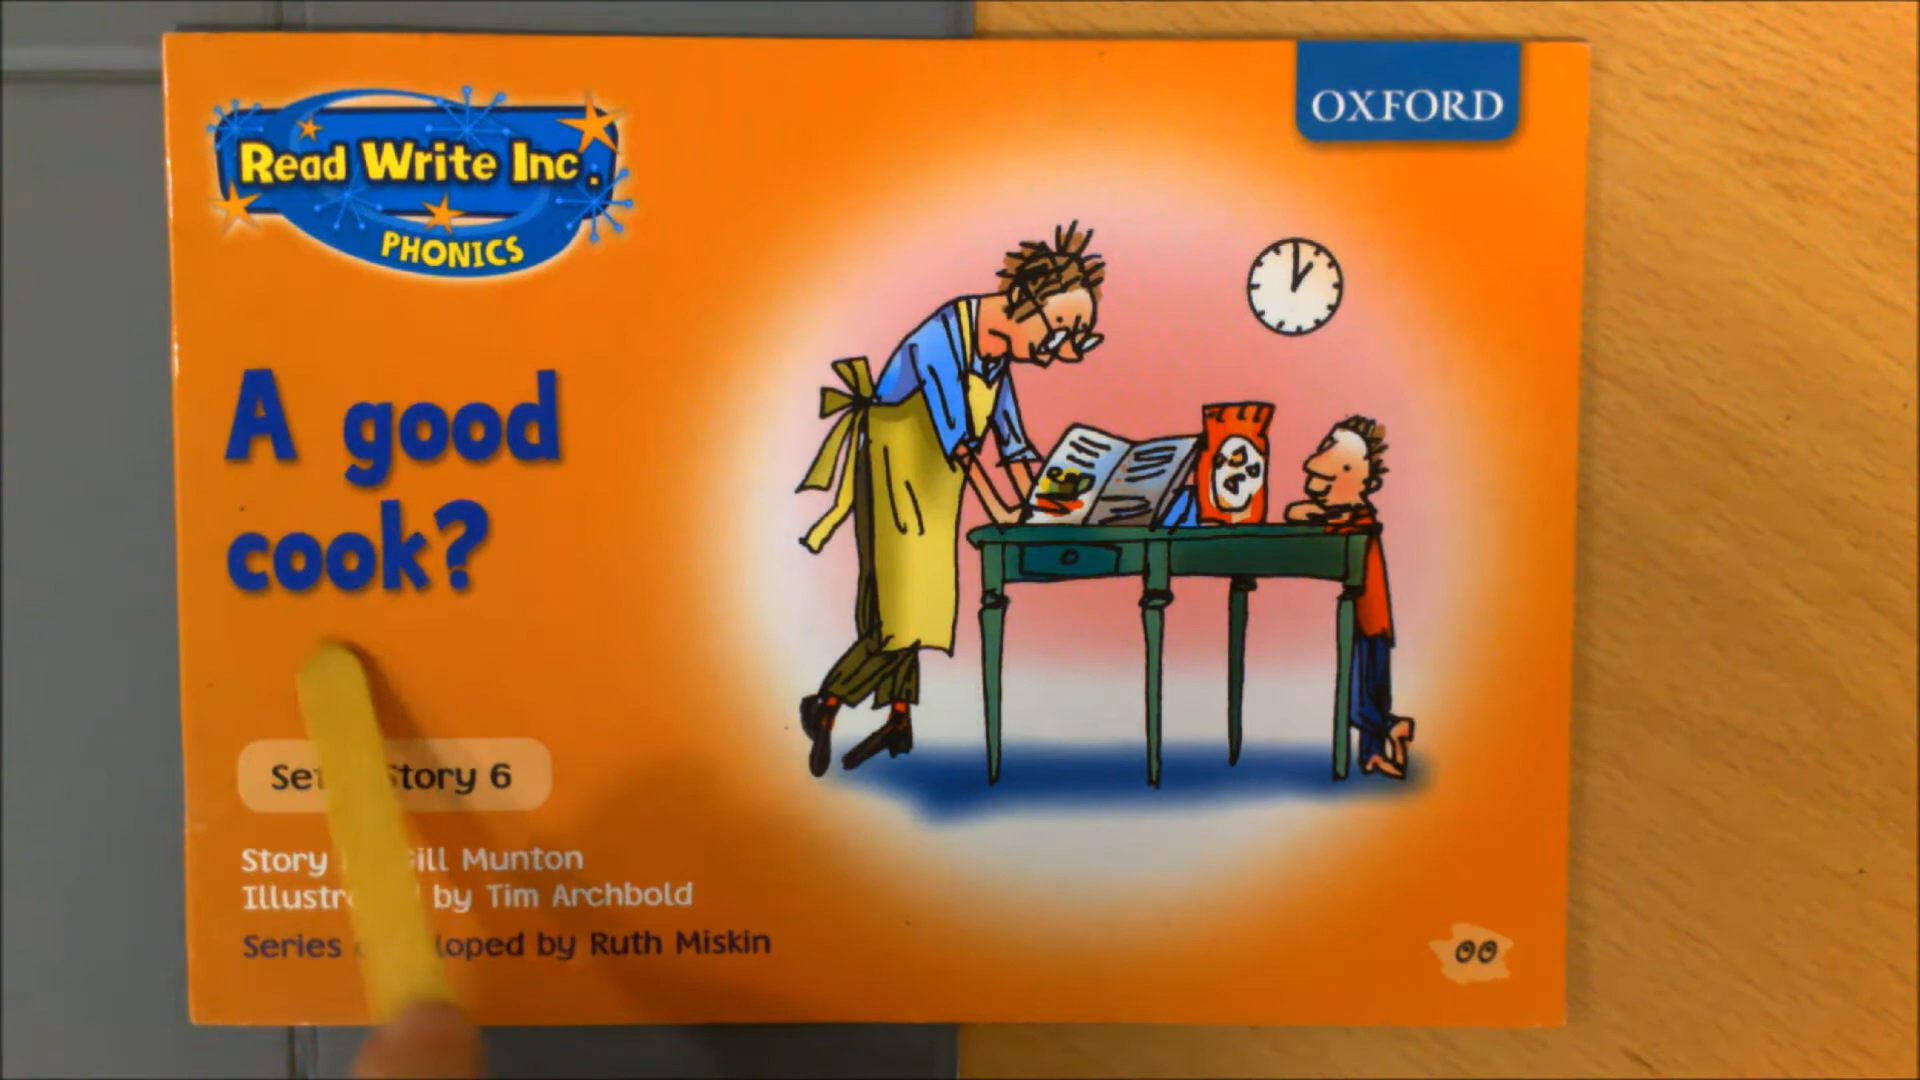 Read Write Inc.
PHONICS
OXFORD
A good
cook?
Story 6
Story Gill Munton
by Tim Archbold
Series by Ruth Miskin
oo